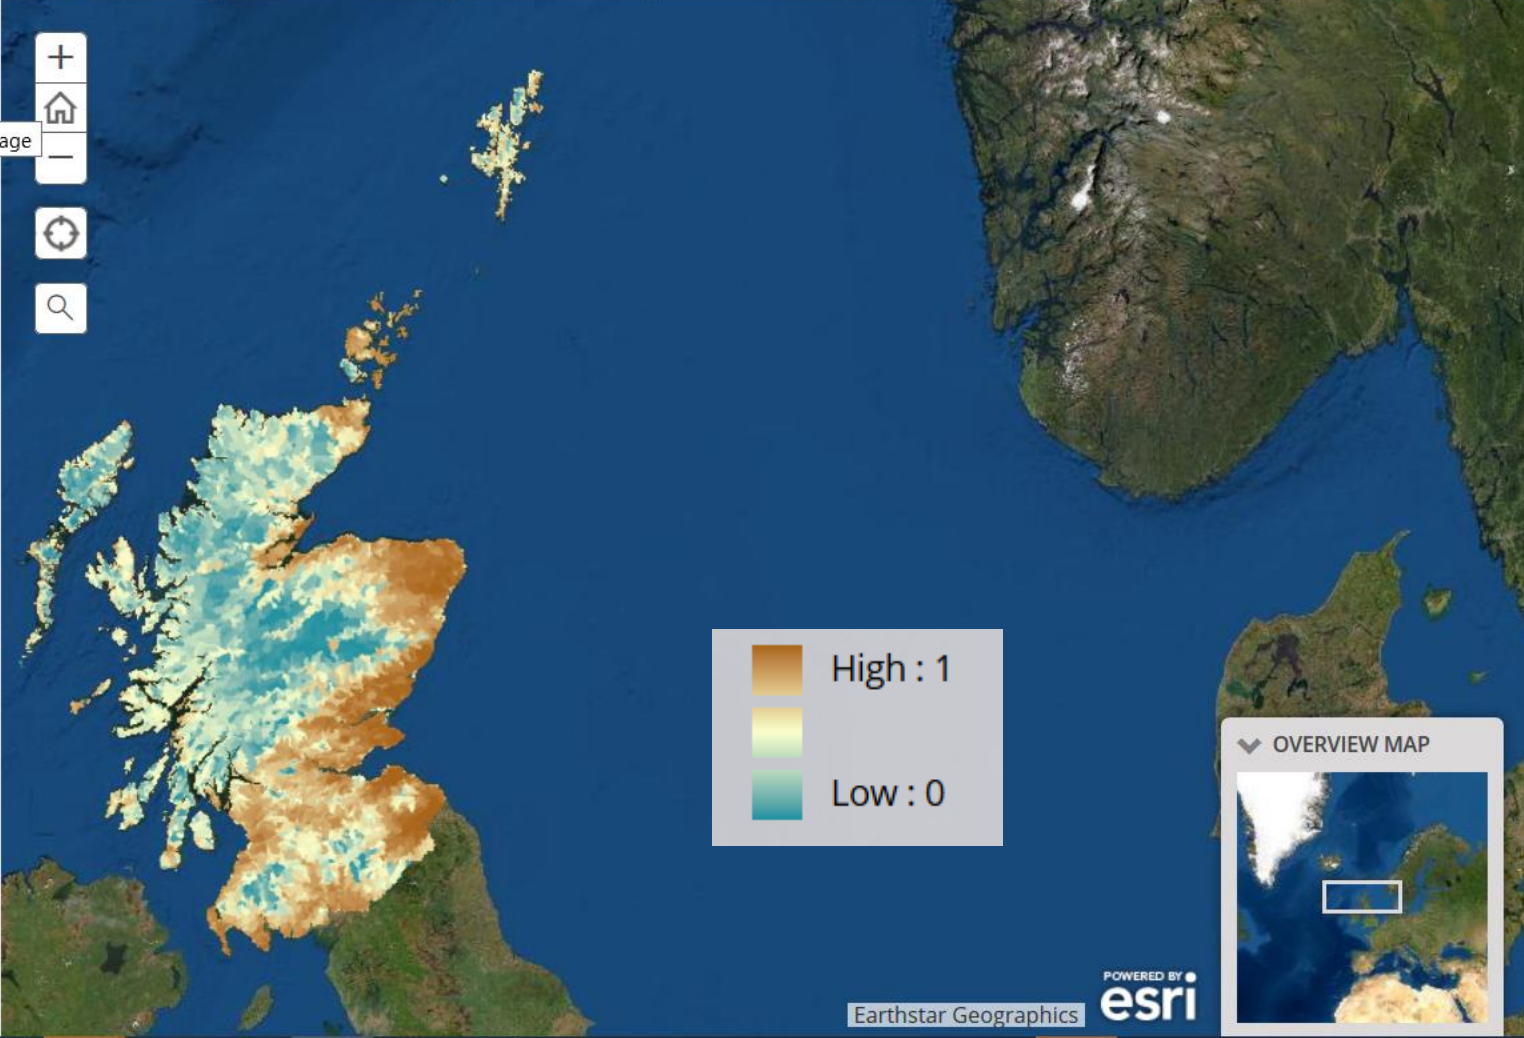 +
age
−
High : 1
Low : 0
OVERVIEW MAP
POWERED BY
esri
Earthstar Geographics